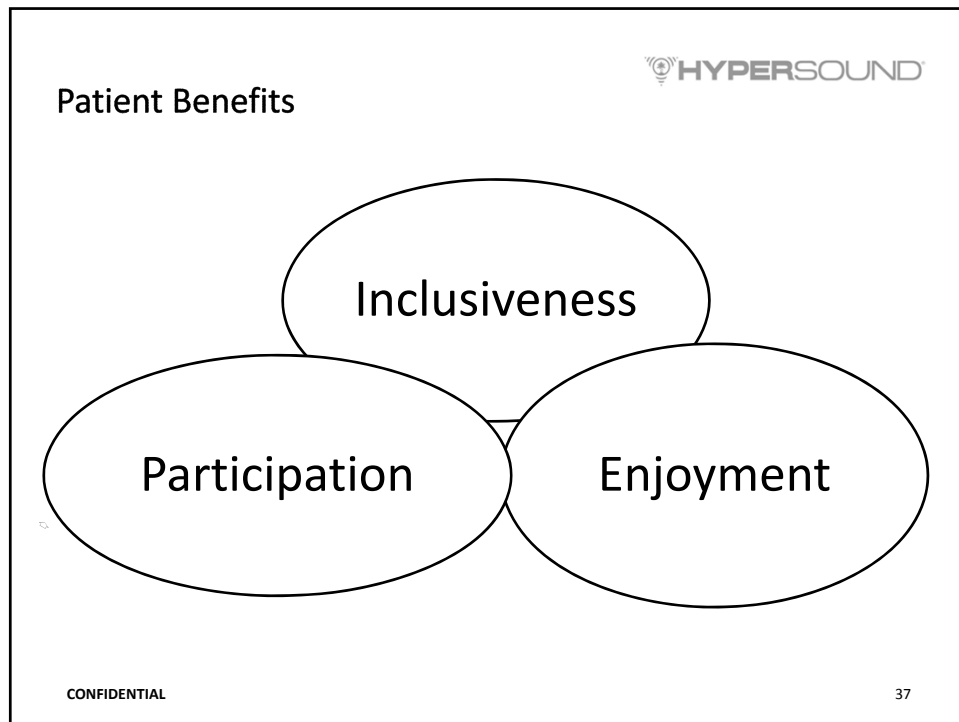 HYPERSOUND
Patient Benefits
Inclusiveness
Participation
Enjoyment
CONFIDENTIAL
37